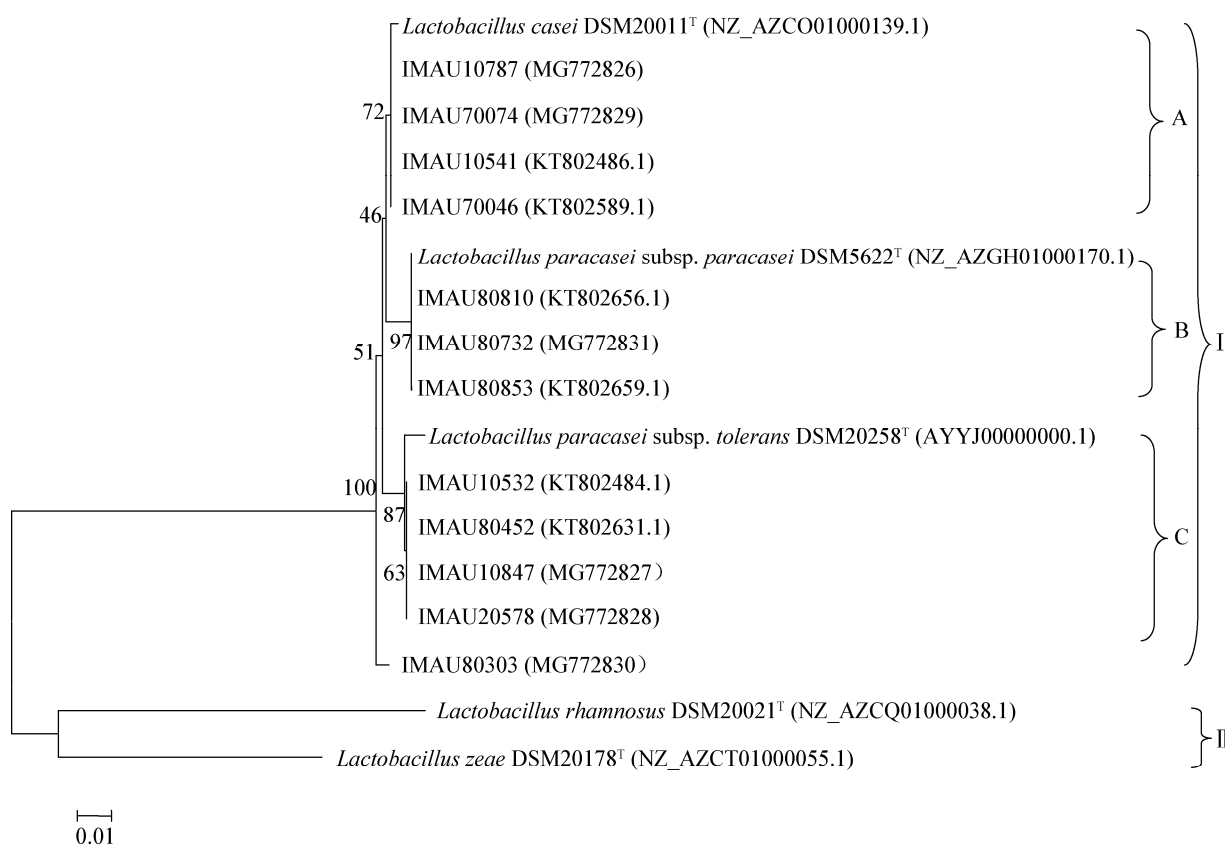 Lactobacillus casei DSM20011ᵀ (NZ_AZCO01000139.1)
IMAU10787 (MG772826)
72
IMAU70074 (MG772829)
A
IMAU10541 (KT802486.1)
IMAU70046 (KT802589.1)
46
Lactobacillus paracasei subsp. paracasei DSM5622ᵀ (NZ_AZGH01000170.1)
IMAU80810 (KT802656.1)
B
97
IMAU80732 (MG772831)
I
51
IMAU80853 (KT802659.1)
Lactobacillus paracasei subsp. tolerans DSM20258ᵀ (AYYJ00000000.1)
IMAU10532 (KT802484.1)
100
87
IMAU80452 (KT802631.1)
C
63
IMAU10847 (MG772827）
IMAU20578 (MG772828)
IMAU80303 (MG772830）
Lactobacillus rhamnosus DSM20021ᵀ (NZ_AZCQ01000038.1)
II
Lactobacillus zeae DSM20178ᵀ (NZ_AZCT01000055.1)
0.01